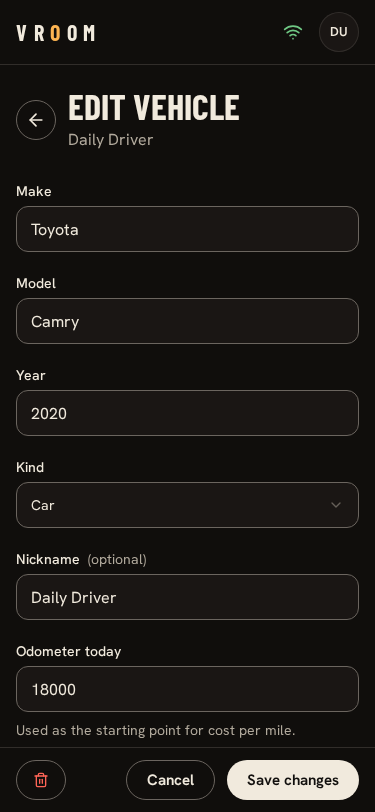 VROOM
DU
EDIT VEHICLE
Daily Driver
Make
Toyota
Model
Camry
Year
2020
Kind
Car
Nickname (optional)
Daily Driver
Odometer today
18000
Used as the starting point for cost per mile.
Cancel
Save changes